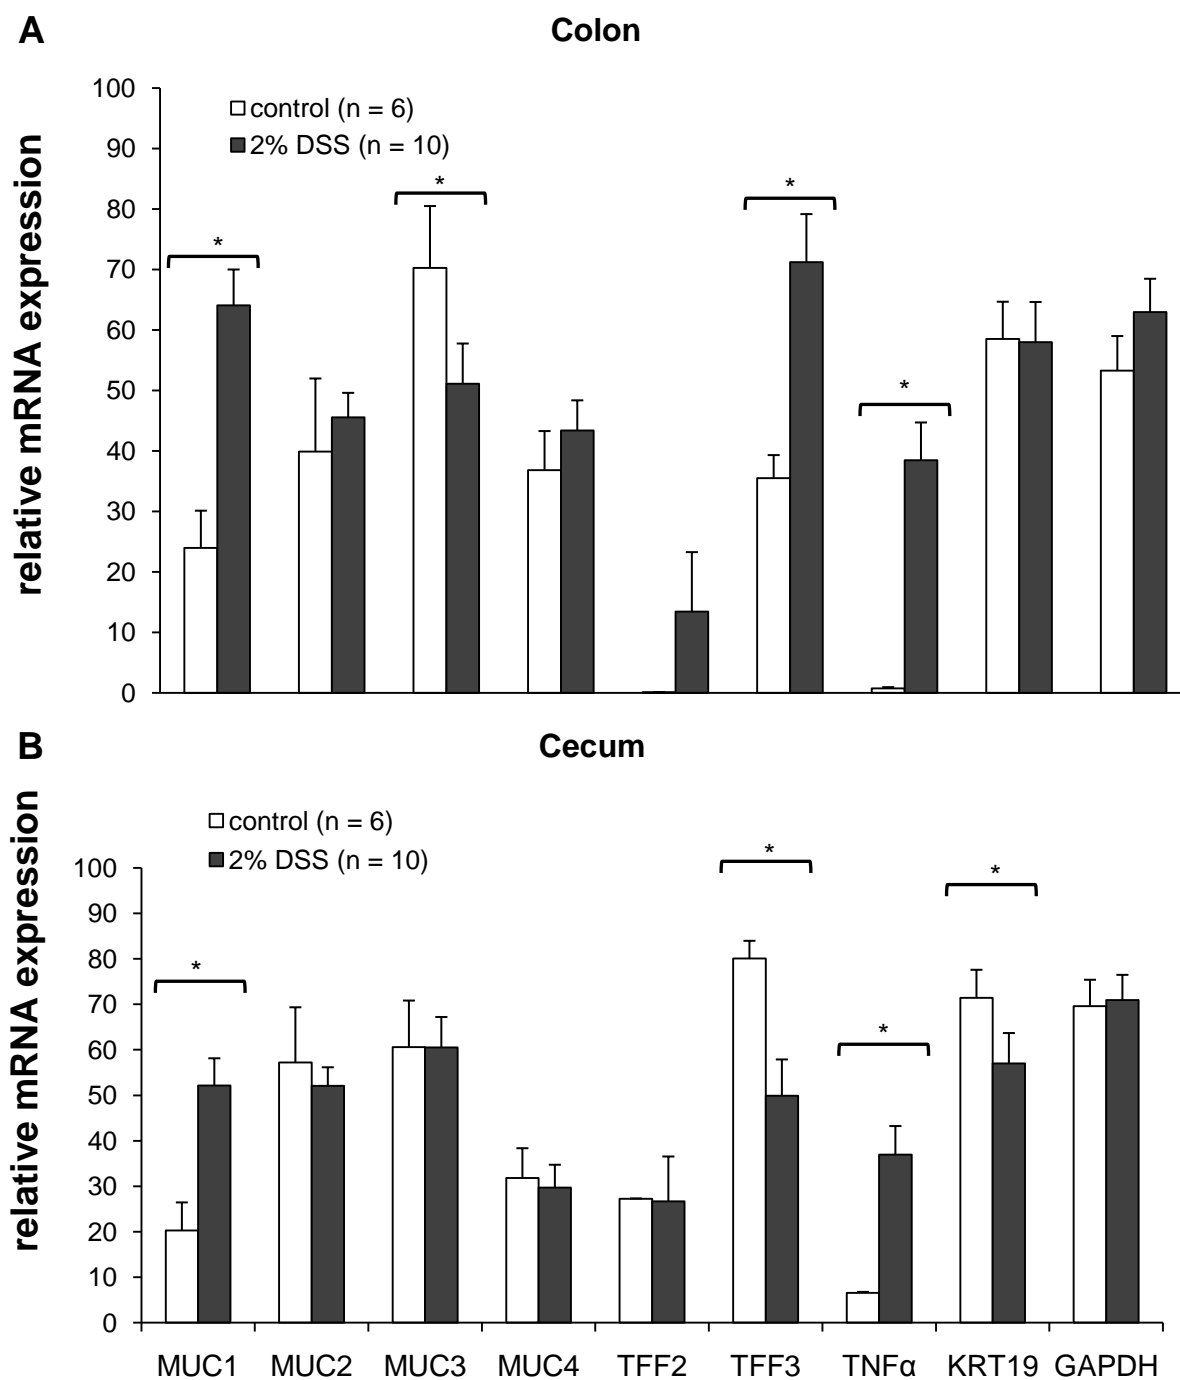 A
Colon
relative mRNA expression
100
90
80
70
60
50
40
30
20
10
0
control (n = 6)
2% DSS (n = 10)
*
*
*
*
B
Cecum
relative mRNA expression
control (n = 6)
2% DSS (n = 10)
100
90
80
70
60
50
40
30
20
10
0
*
*
*
*
MUC1 MUC2 MUC3 MUC4 TFF2 TFF3 TNFα KRT19 GAPDH